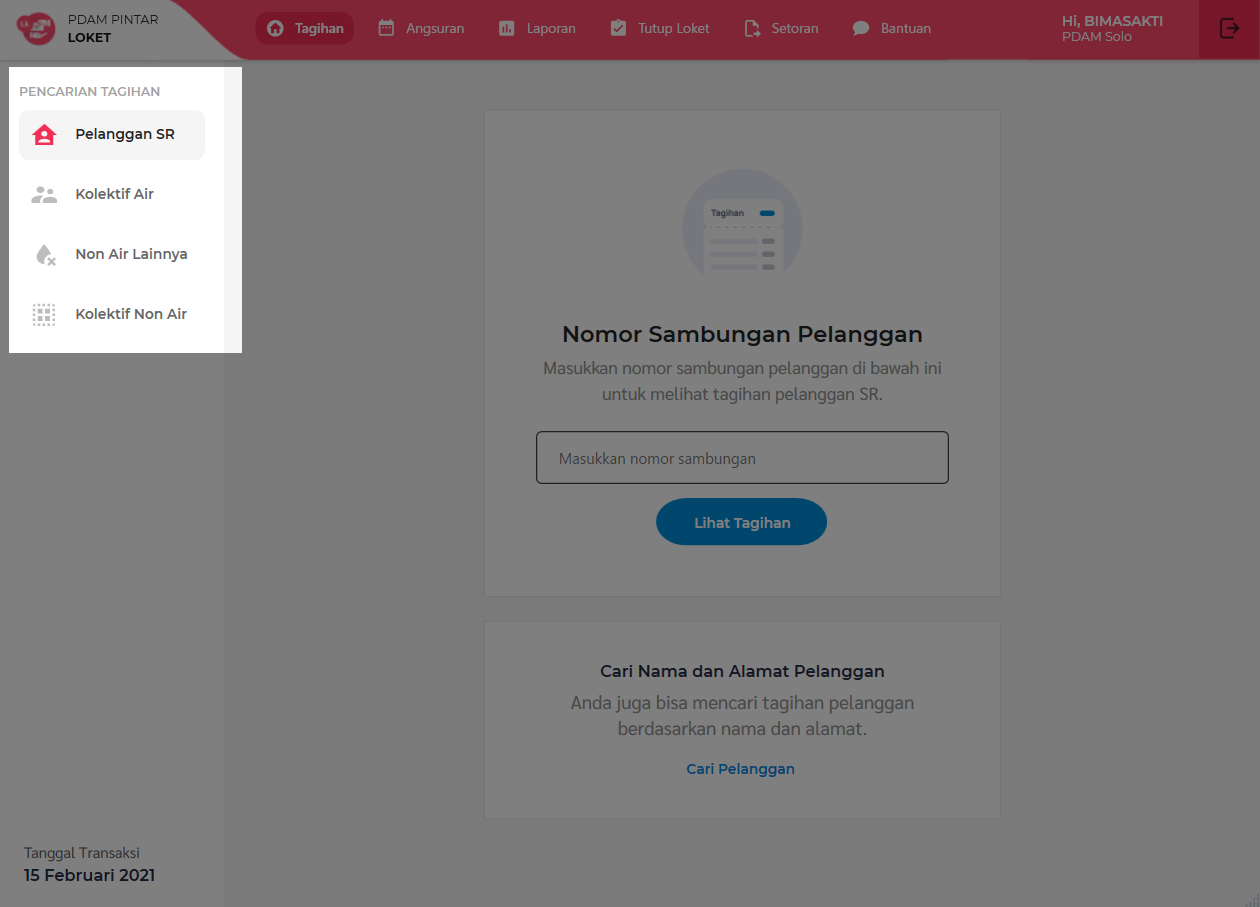 PDAM PINTAR
LOKET
Tagihan
Angsuran
Laporan
Tutup Loket
Setoran
Bantuan
Hi, BIMASAKTI
PDAM Solo
PENCARIAN TAGIHAN
Pelanggan SR
Kolektif Air
Non Air Lainnya
Kolektif Non Air
Tagihan
Nomor Sambungan Pelanggan
Masukkan nomor sambungan pelanggan di bawah ini
untuk melihat tagihan pelanggan SR.
Masukkan nomor sambungan
Lihat Tagihan
Cari Nama dan Alamat Pelanggan
Anda juga bisa mencari tagihan pelanggan
berdasarkan nama dan alamat.
Cari Pelanggan
Tanggal Transaksi
15 Februari 2021